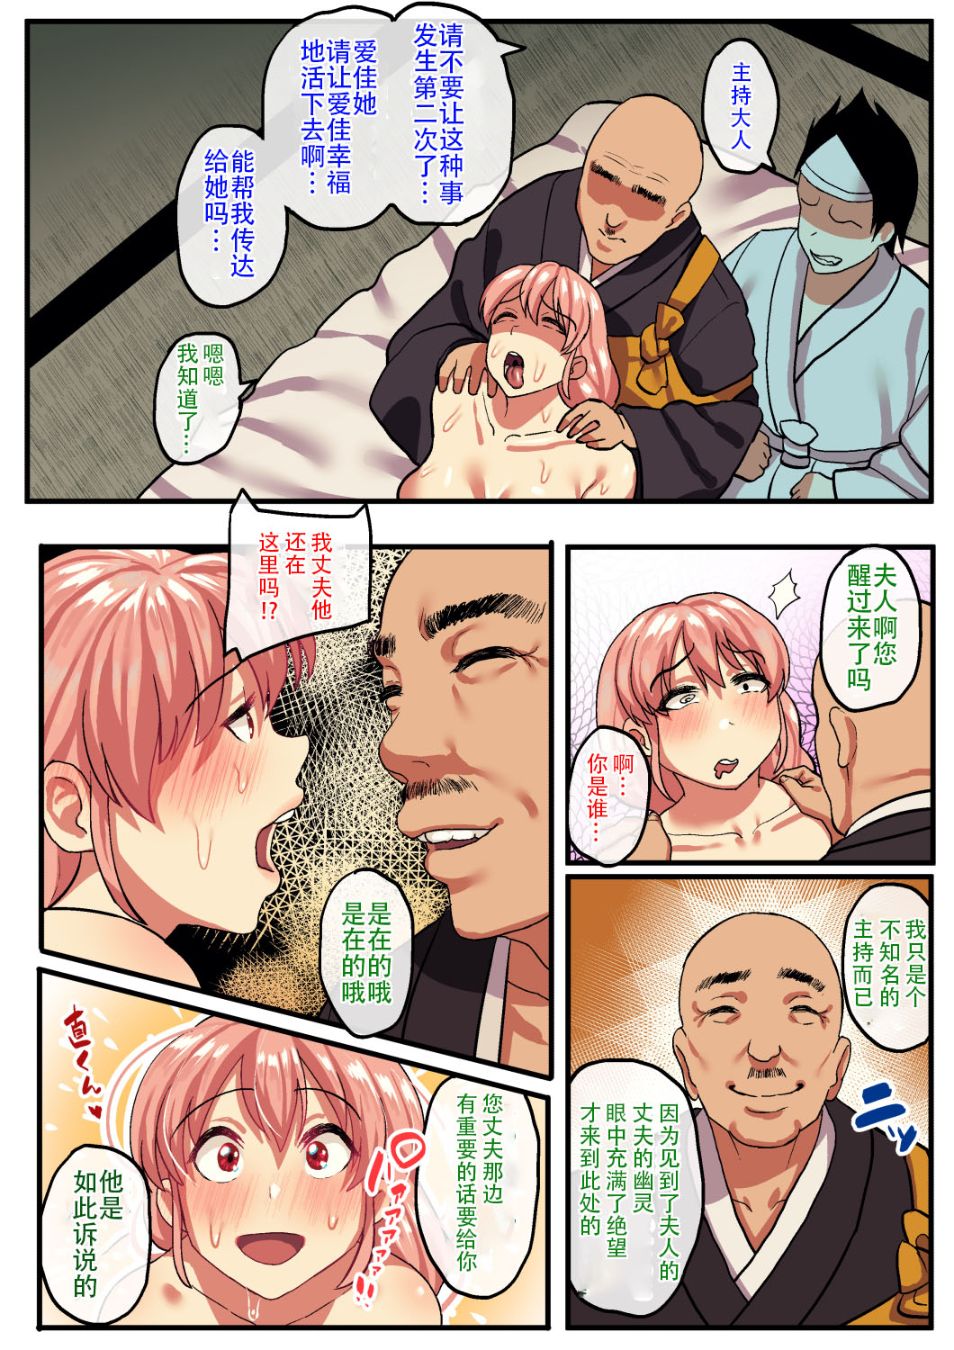 主持大人
请不要让这种事
发生第二次了…
爱佳她
请让爱佳幸福
地活下去啊…
能帮我传达
给她吗…
嗯嗯
我知道了…
夫人啊您
醒过来了吗
啊…
你是谁…
我只是个
不知名的
主持而已
因为见到了夫人的
丈夫的幽灵
眼中充满了绝望
才来到此处的
ニッ
我丈夫他
还在
这里吗!?
是在的哦
是在的哦
您丈夫那边
有重要的话要给你
他是
如此诉说的
直くん♥
パァァァァァ!!